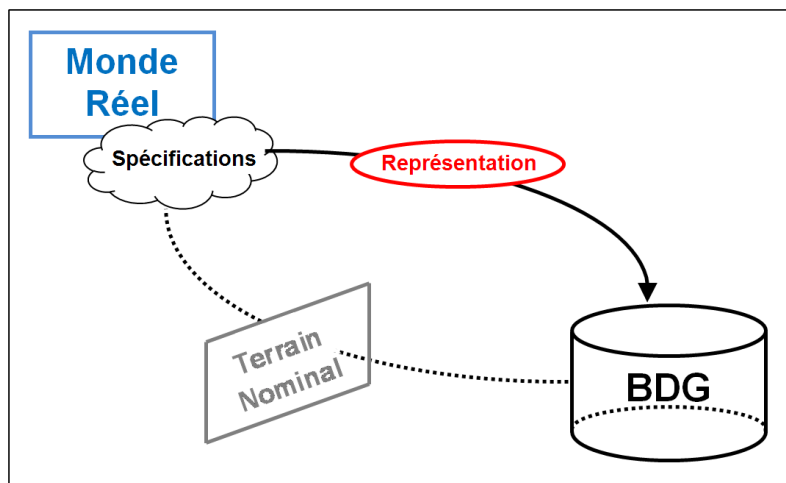 Monde
Réel
Spécifications
Représentation
Terrain
Nominal
BDG